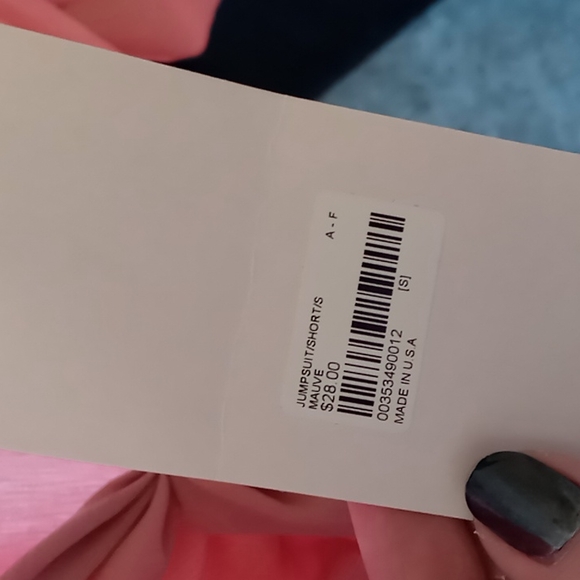 A - F
JUMPSUIT/SHORT/S
MAUVE
$28.00
00353490012 [S]
MADE IN U.S.A